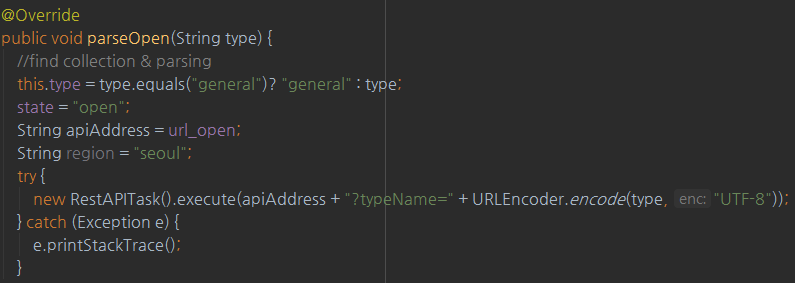 @Override
public void parseOpen(String type) {
//find collection & parsing
this.type = type.equals("general")? "general" : type;
state = "open";
String apiAddress = url_open;
String region = "seoul";
try {
new RestAPITask().execute(apiAddress + "?typeName=" + URLEncoder.encode(type, enc: "UTF-8"));
} catch (Exception e) {
e.printStackTrace();
}